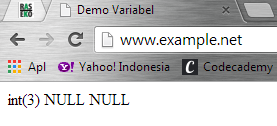 BAS EKO
Demo Variabel
www.example.net
Apl Y! Yahoo! Indonesia C Codecademy
int(3) NULL NULL